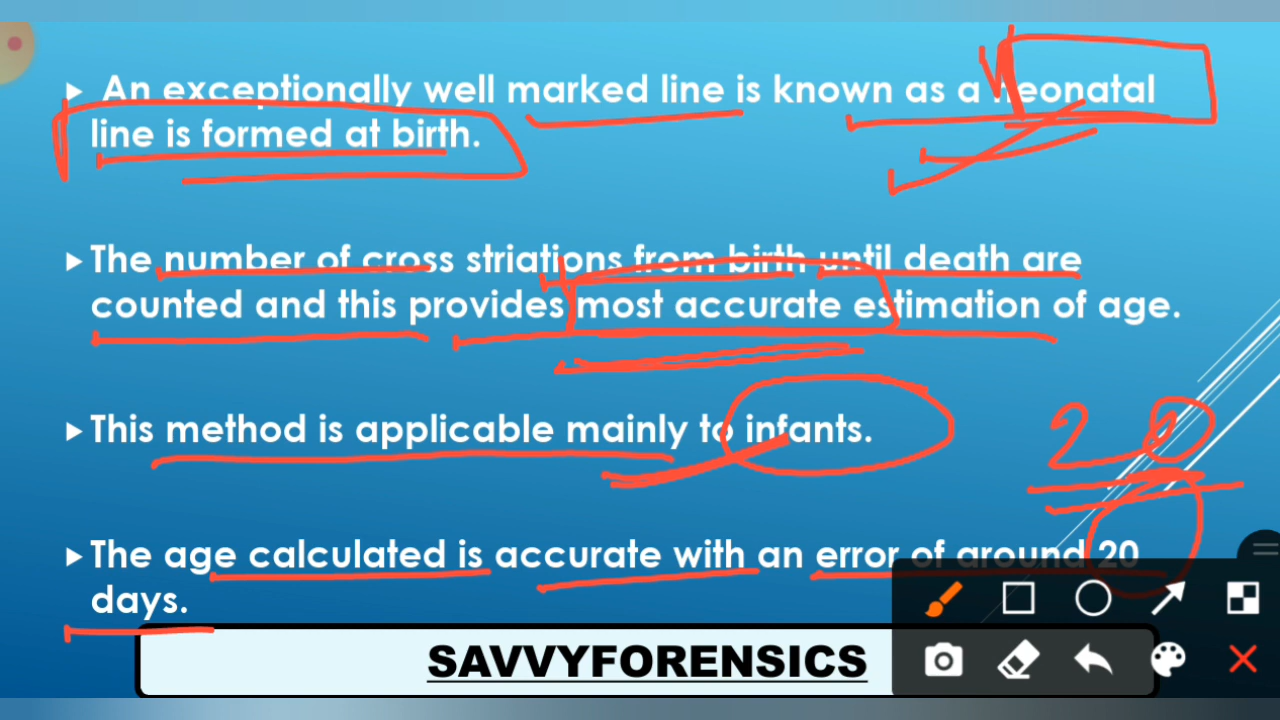 An exceptionally well marked line is known as a neonatal
line is formed at birth.
The number of cross striations from birth until death are
counted and this provides most accurate estimation of age.
This method is applicable mainly to infants.
20
The age calculated is accurate with an error of around 20
days.
SAVVYFORENSICS